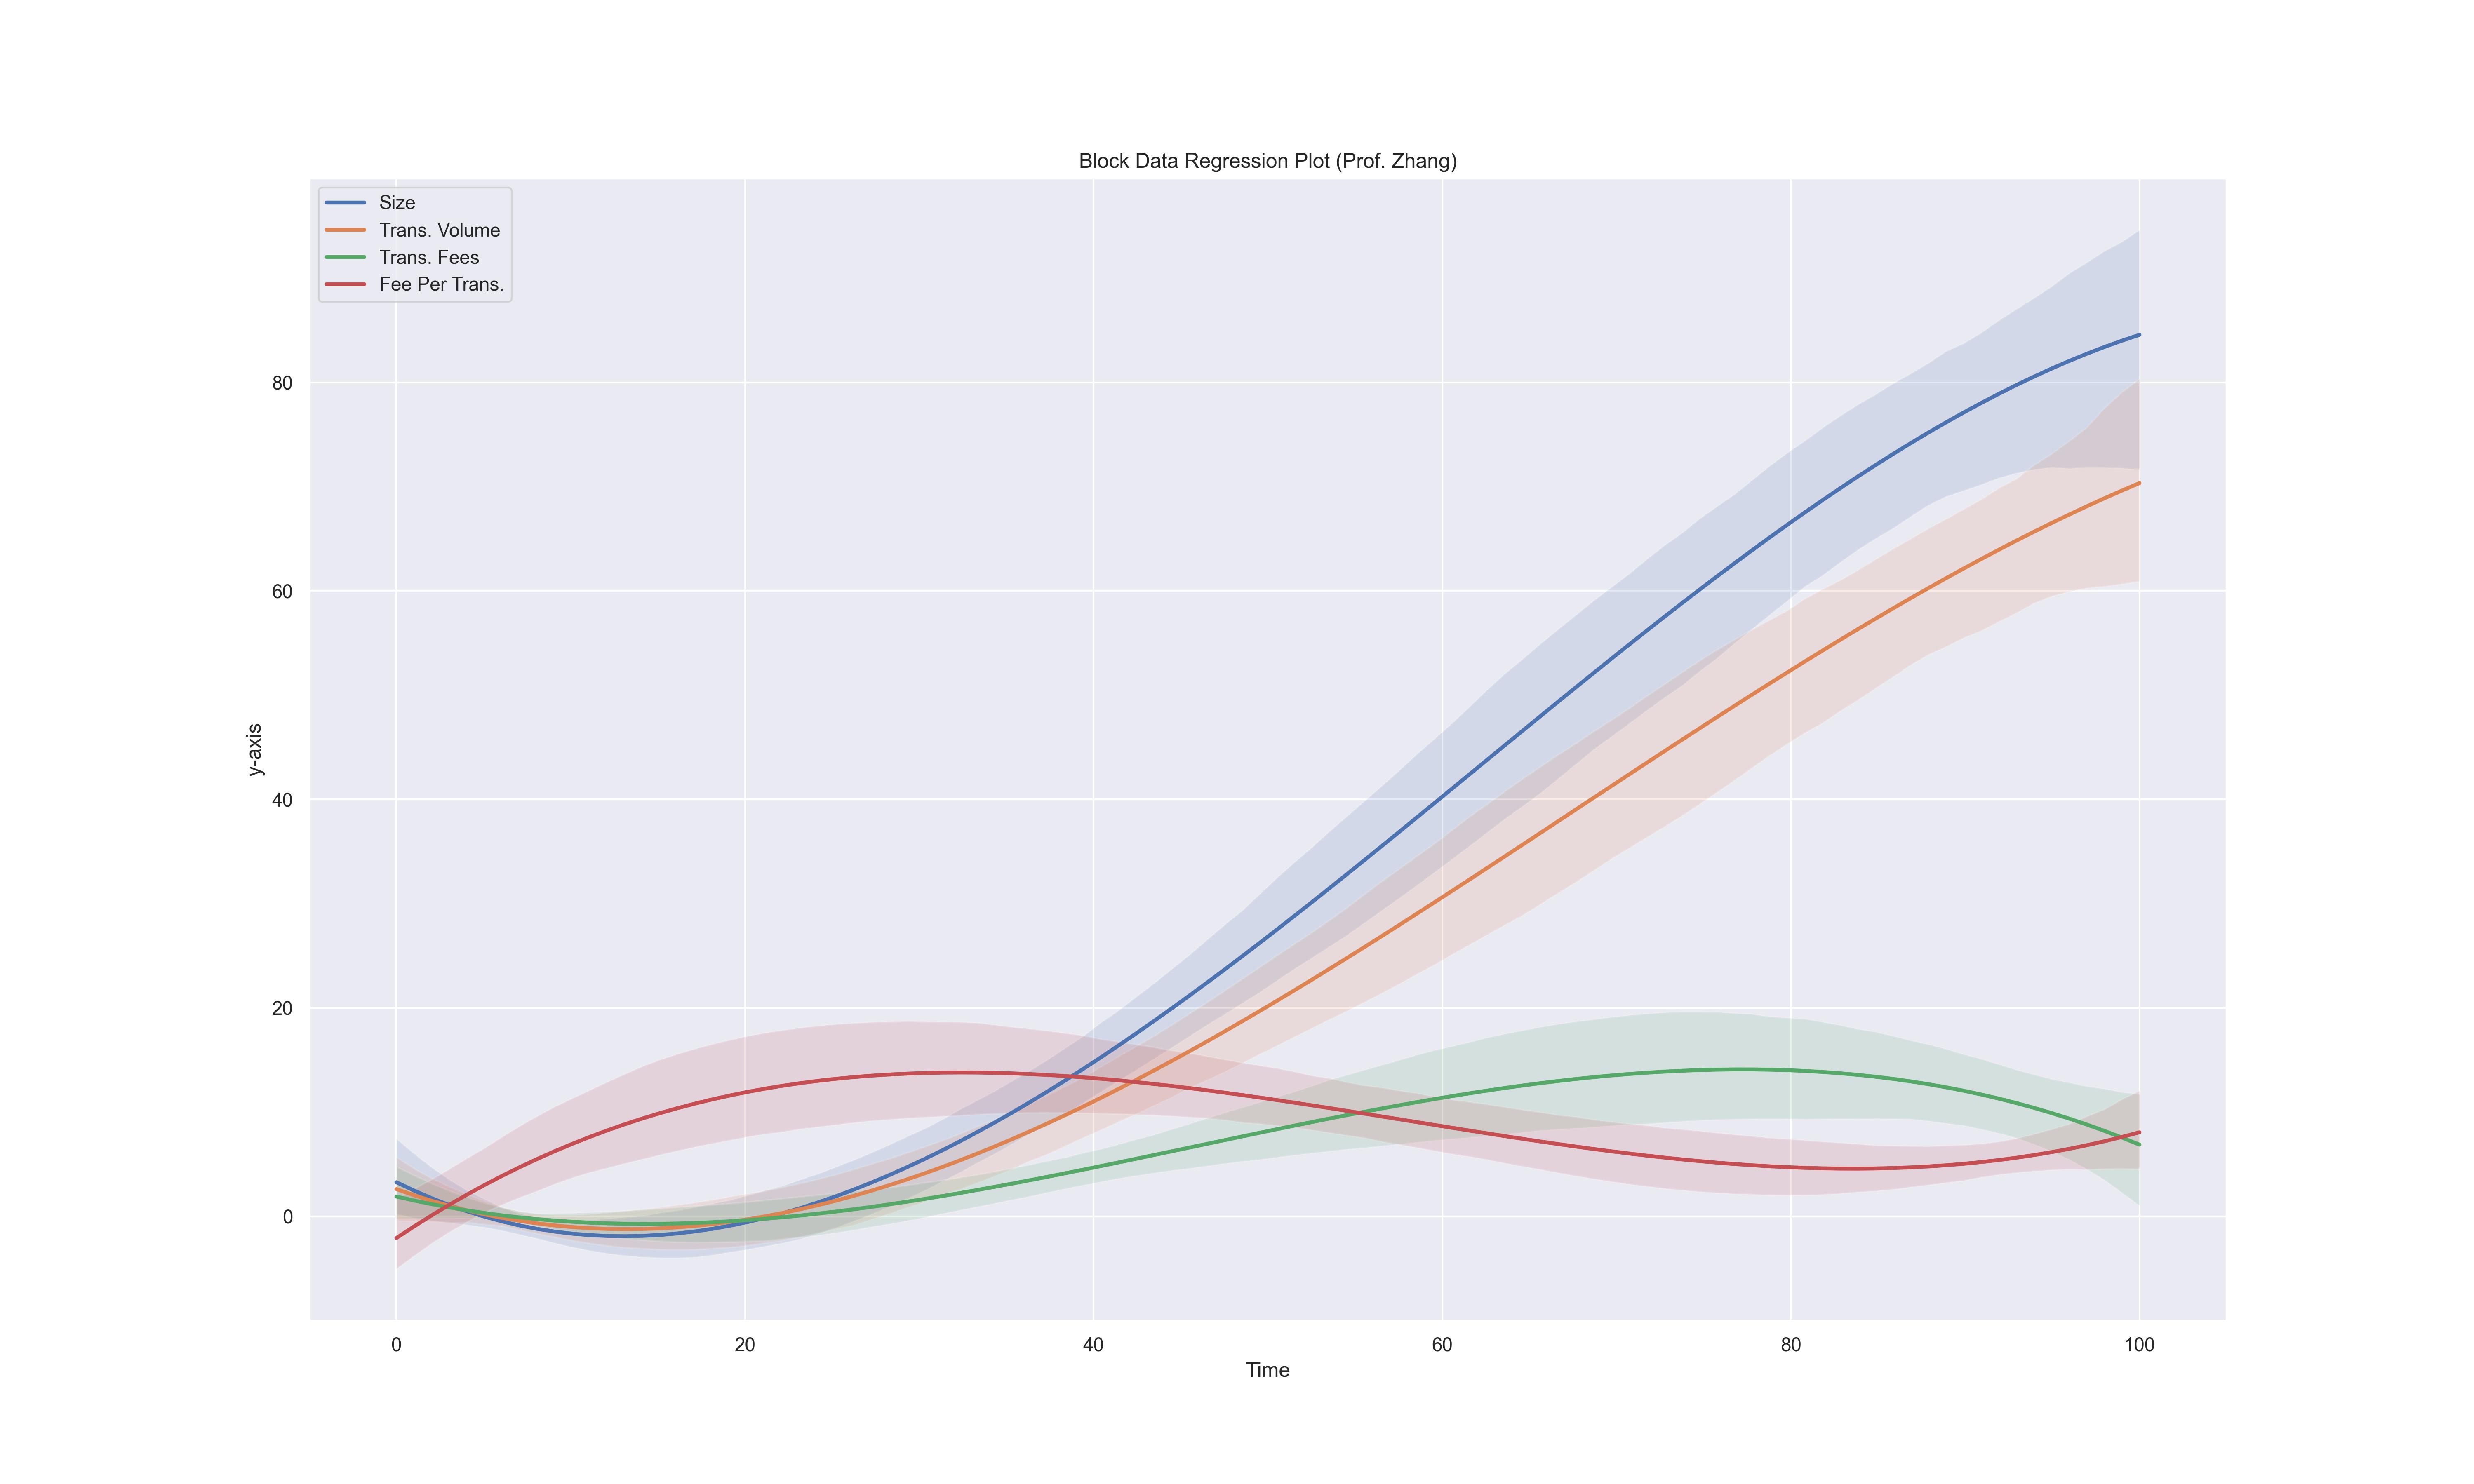 Block Data Regression Plot (Prof. Zhang)
Size
Trans. Volume
Trans. Fees
Fee Per Trans.
80
60
40
20
0
y-axis
0 20 40 60 80 100
Time